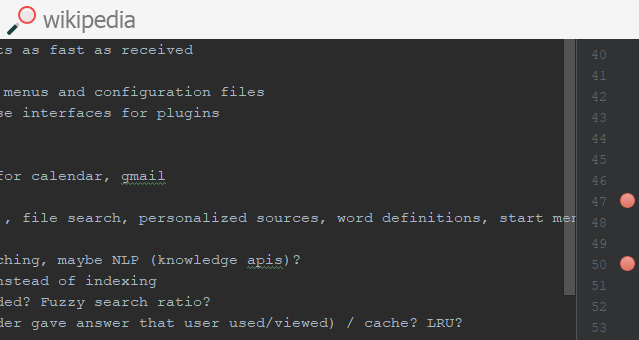 wikipedia
ts as fast as received
menus and configuration files
se interfaces for plugins
for calendar, gmail
, file search, personalized sources, word definitions, start men
ching, maybe NLP (knowledge apis)?
nstead of indexing
ded? Fuzzy search ratio?
der gave answer that user used/viewed) / cache? LRU?
40
41
42
43
44
45
46
47
48
49
50
51
52
53